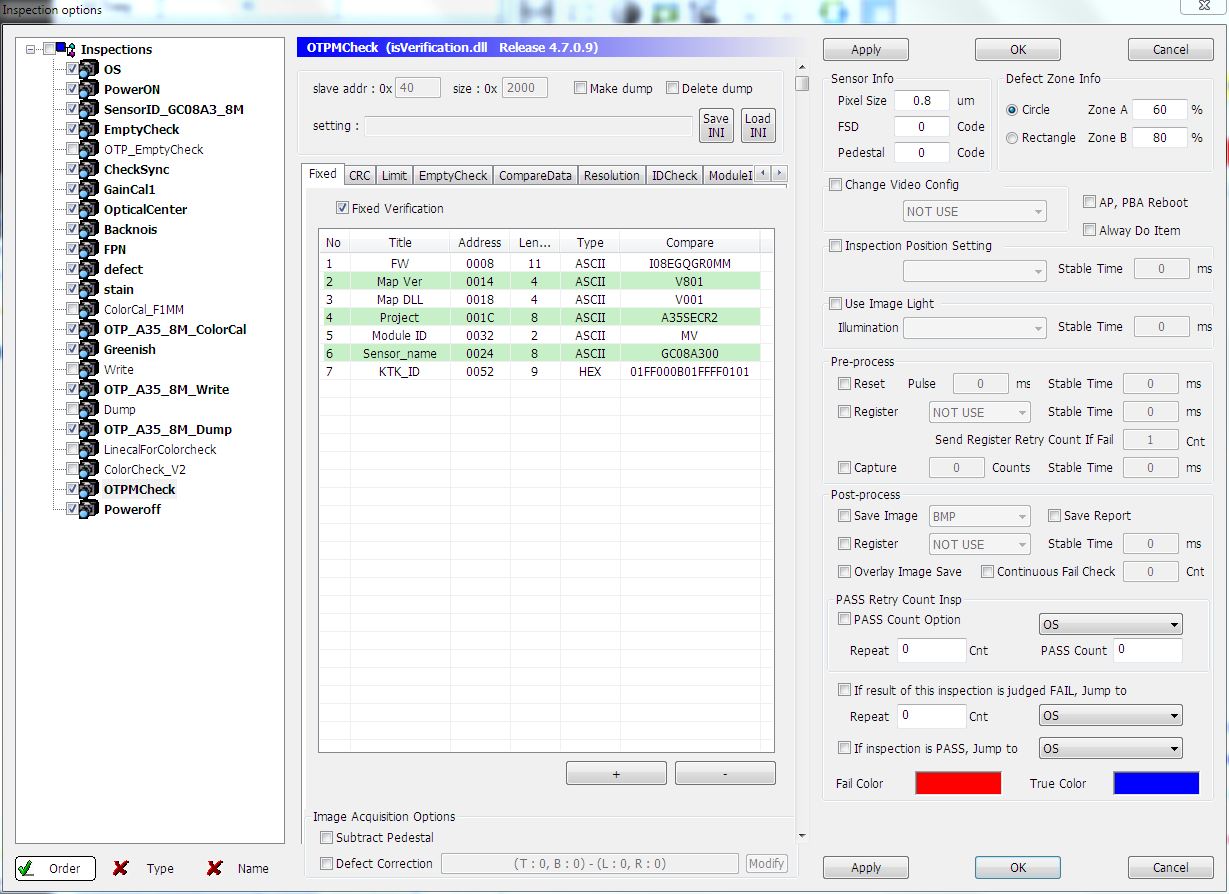 Inspection options
Inspections
OS
PowerON
SensorID_GC08A3_8M
EmptyCheck
OTP_EmptyCheck
CheckSync
GainCal1
OpticalCenter
Backnois
FPN
defect
stain
ColorCal_F1MM
OTP_A35_8M_ColorCal
Greenish
Write
OTP_A35_8M_Write
Dump
OTP_A35_8M_Dump
LinecalForColorcheck
ColorCheck_V2
OTPMCheck
Poweroff
Order Type Name
OTPMCheck (isVerification.dll Release 4.7.0.9)
slave addr : 0x 40 size : 0x 2000 Make dump Delete dump
setting : Save INI Load INI
Fixed CRC Limit EmptyCheck CompareData Resolution IDCheck ModuleI
Fixed Verification
No Title Address Len... Type Compare
1 FW 0008 11 ASCII I08EGQGR0MM
2 Map Ver 0014 4 ASCII V801
3 Map DLL 0018 4 ASCII V001
4 Project 001C 8 ASCII A35SECR2
5 Module ID 0032 2 ASCII MV
6 Sensor_name 0024 8 ASCII GC08A300
7 KTK_ID 0052 9 HEX 01FF000B01FFFF0101
+ -
Image Acquisition Options
Subtract Pedestal
Defect Correction (T : 0, B : 0) - (L : 0, R : 0) Modify
Apply OK Cancel
Sensor Info
Pixel Size 0.8 um
FSD 0 Code
Pedestal 0 Code
Defect Zone Info
Circle Zone A 60 %
Rectangle Zone B 80 %
Change Video Config
NOT USE
AP, PBA Reboot
Alway Do Item
Inspection Position Setting
Stable Time 0 ms
Use Image Light
Illumination Stable Time 0 ms
Pre-process
Reset Pulse 0 ms Stable Time 0 ms
Register NOT USE Stable Time 0 ms
Send Register Retry Count If Fail 1 Cnt
Capture 0 Counts Stable Time 0 ms
Post-process
Save Image BMP Save Report
Register NOT USE Stable Time 0 ms
Overlay Image Save Continuous Fail Check 0 Cnt
PASS Retry Count Insp
PASS Count Option OS
Repeat 0 Cnt PASS Count 0
If result of this inspection is judged FAIL, Jump to
Repeat 0 Cnt OS
If inspection is PASS, Jump to OS
Fail Color True Color
Apply OK Cancel